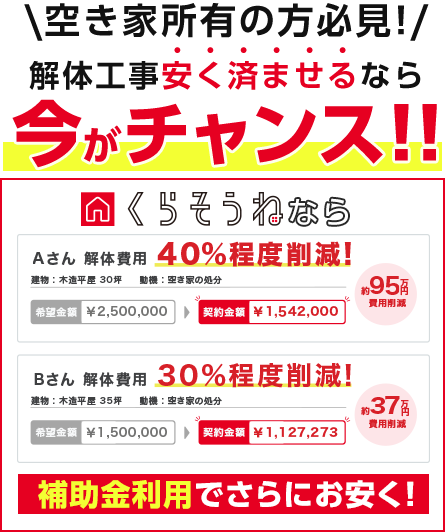 \空き家所有の方必見!/
解体工事安く済ませるなら
今がチャンス!!
くらそうねなら
Aさん 解体費用 40%程度削減!
建物：木造平屋 30坪 動機：空き家の処分
希望金額 ¥2,500,000 契約金額 ¥1,542,000
約95万円
費用削減
Bさん 解体費用 30%程度削減!
建物：木造平屋 35坪 動機：空き家の処分
希望金額 ¥1,500,000 契約金額 ¥1,127,273
約37万円
費用削減
補助金利用でさらにお安く!